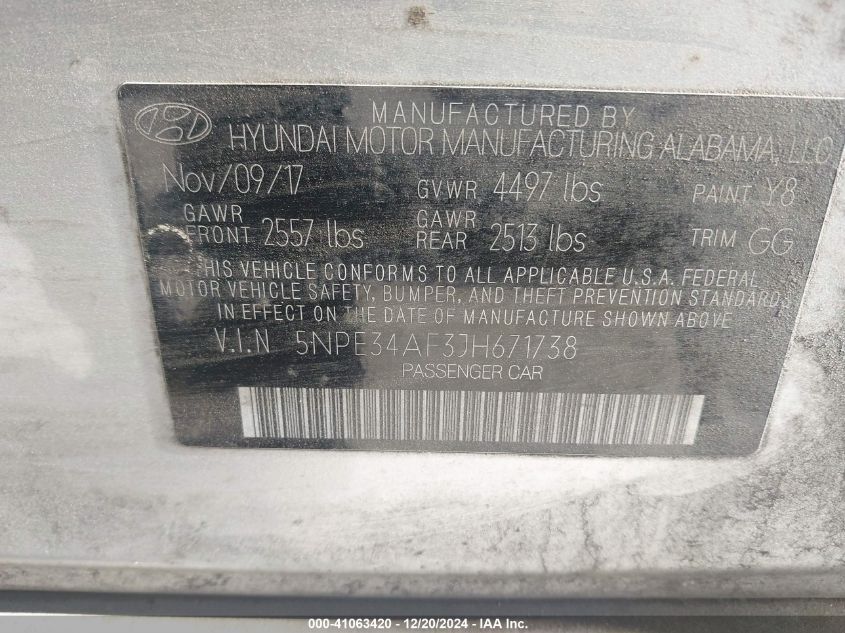 MANUFACTURED BY
HYUNDAI MOTOR MANUFACTURING ALABAMA, LLC
Nov/09/17 GVWR 4497 lbs PAINT Y8
GAWR FRONT 2557 lbs GAWR REAR 2513 lbs TRIM GG
THIS VEHICLE CONFORMS TO ALL APPLICABLE U.S.A. FEDERAL
MOTOR VEHICLE SAFETY, BUMPER, AND THEFT PREVENTION STANDARDS
IN EFFECT ON THE DATE OF MANUFACTURE SHOWN ABOVE.
V.I.N 5NPE34AF3JH671738
PASSENGER CAR
000-41063420 - 12/20/2024 - IAA Inc.